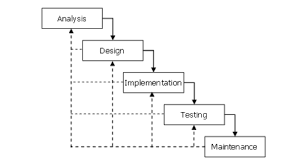 Analysis
Design
Implementation
Testing
Maintenance